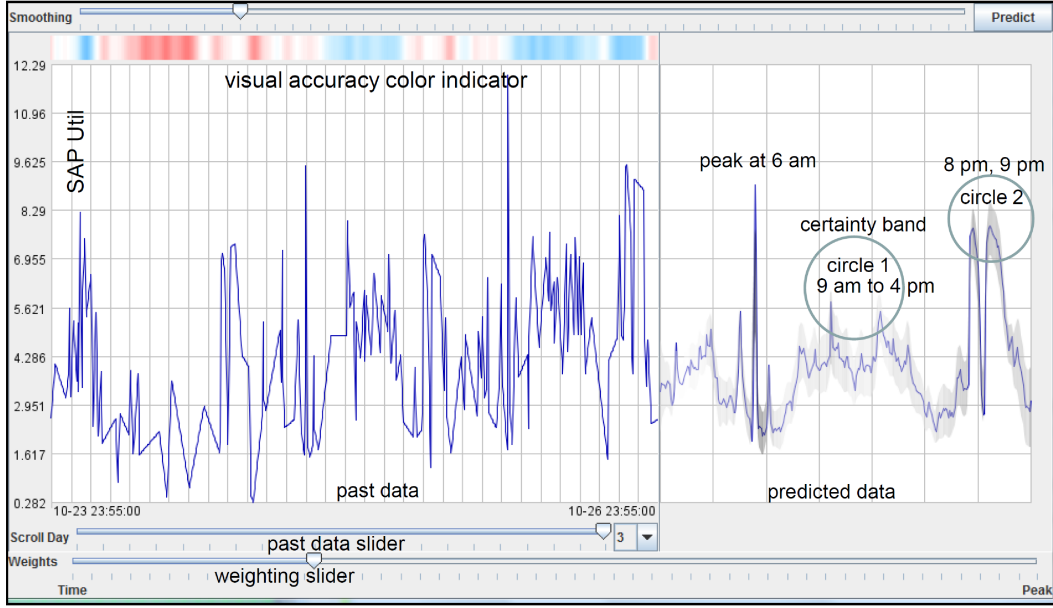 Smoothing
Predict
visual accuracy color indicator
12.29
10.96
9.625
8.29
6.955
5.621
4.286
2.951
1.617
0.282
SAP Util
peak at 6 am
8 pm, 9 pm
circle 2
certainty band
circle 1
9 am to 4 pm
past data
predicted data
10-23 23:55:00
10-26 23:55:00
Scroll Day
3
past data slider
Weights
weighting slider
Time
Peak